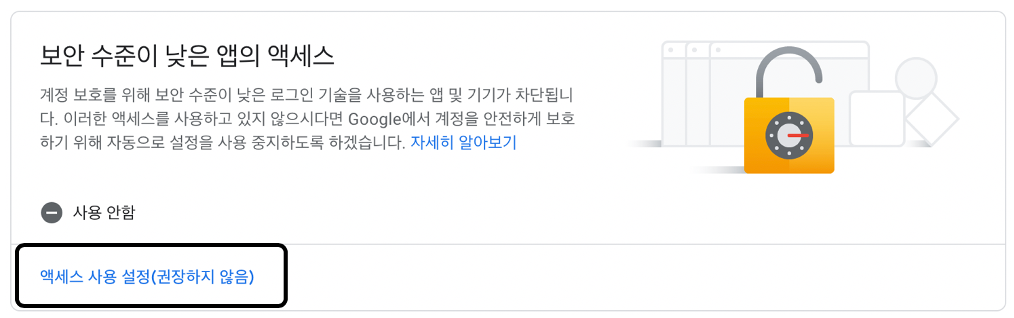 보안 수준이 낮은 앱의 액세스
계정 보호를 위해 보안 수준이 낮은 로그인 기술을 사용하는 앱 및 기기가 차단됩니
다. 이러한 액세스를 사용하고 있지 않으시다면 Google에서 계정을 안전하게 보호
하기 위해 자동으로 설정을 사용 중지하도록 하겠습니다. 자세히 알아보기
사용 안함
액세스 사용 설정(권장하지 않음)